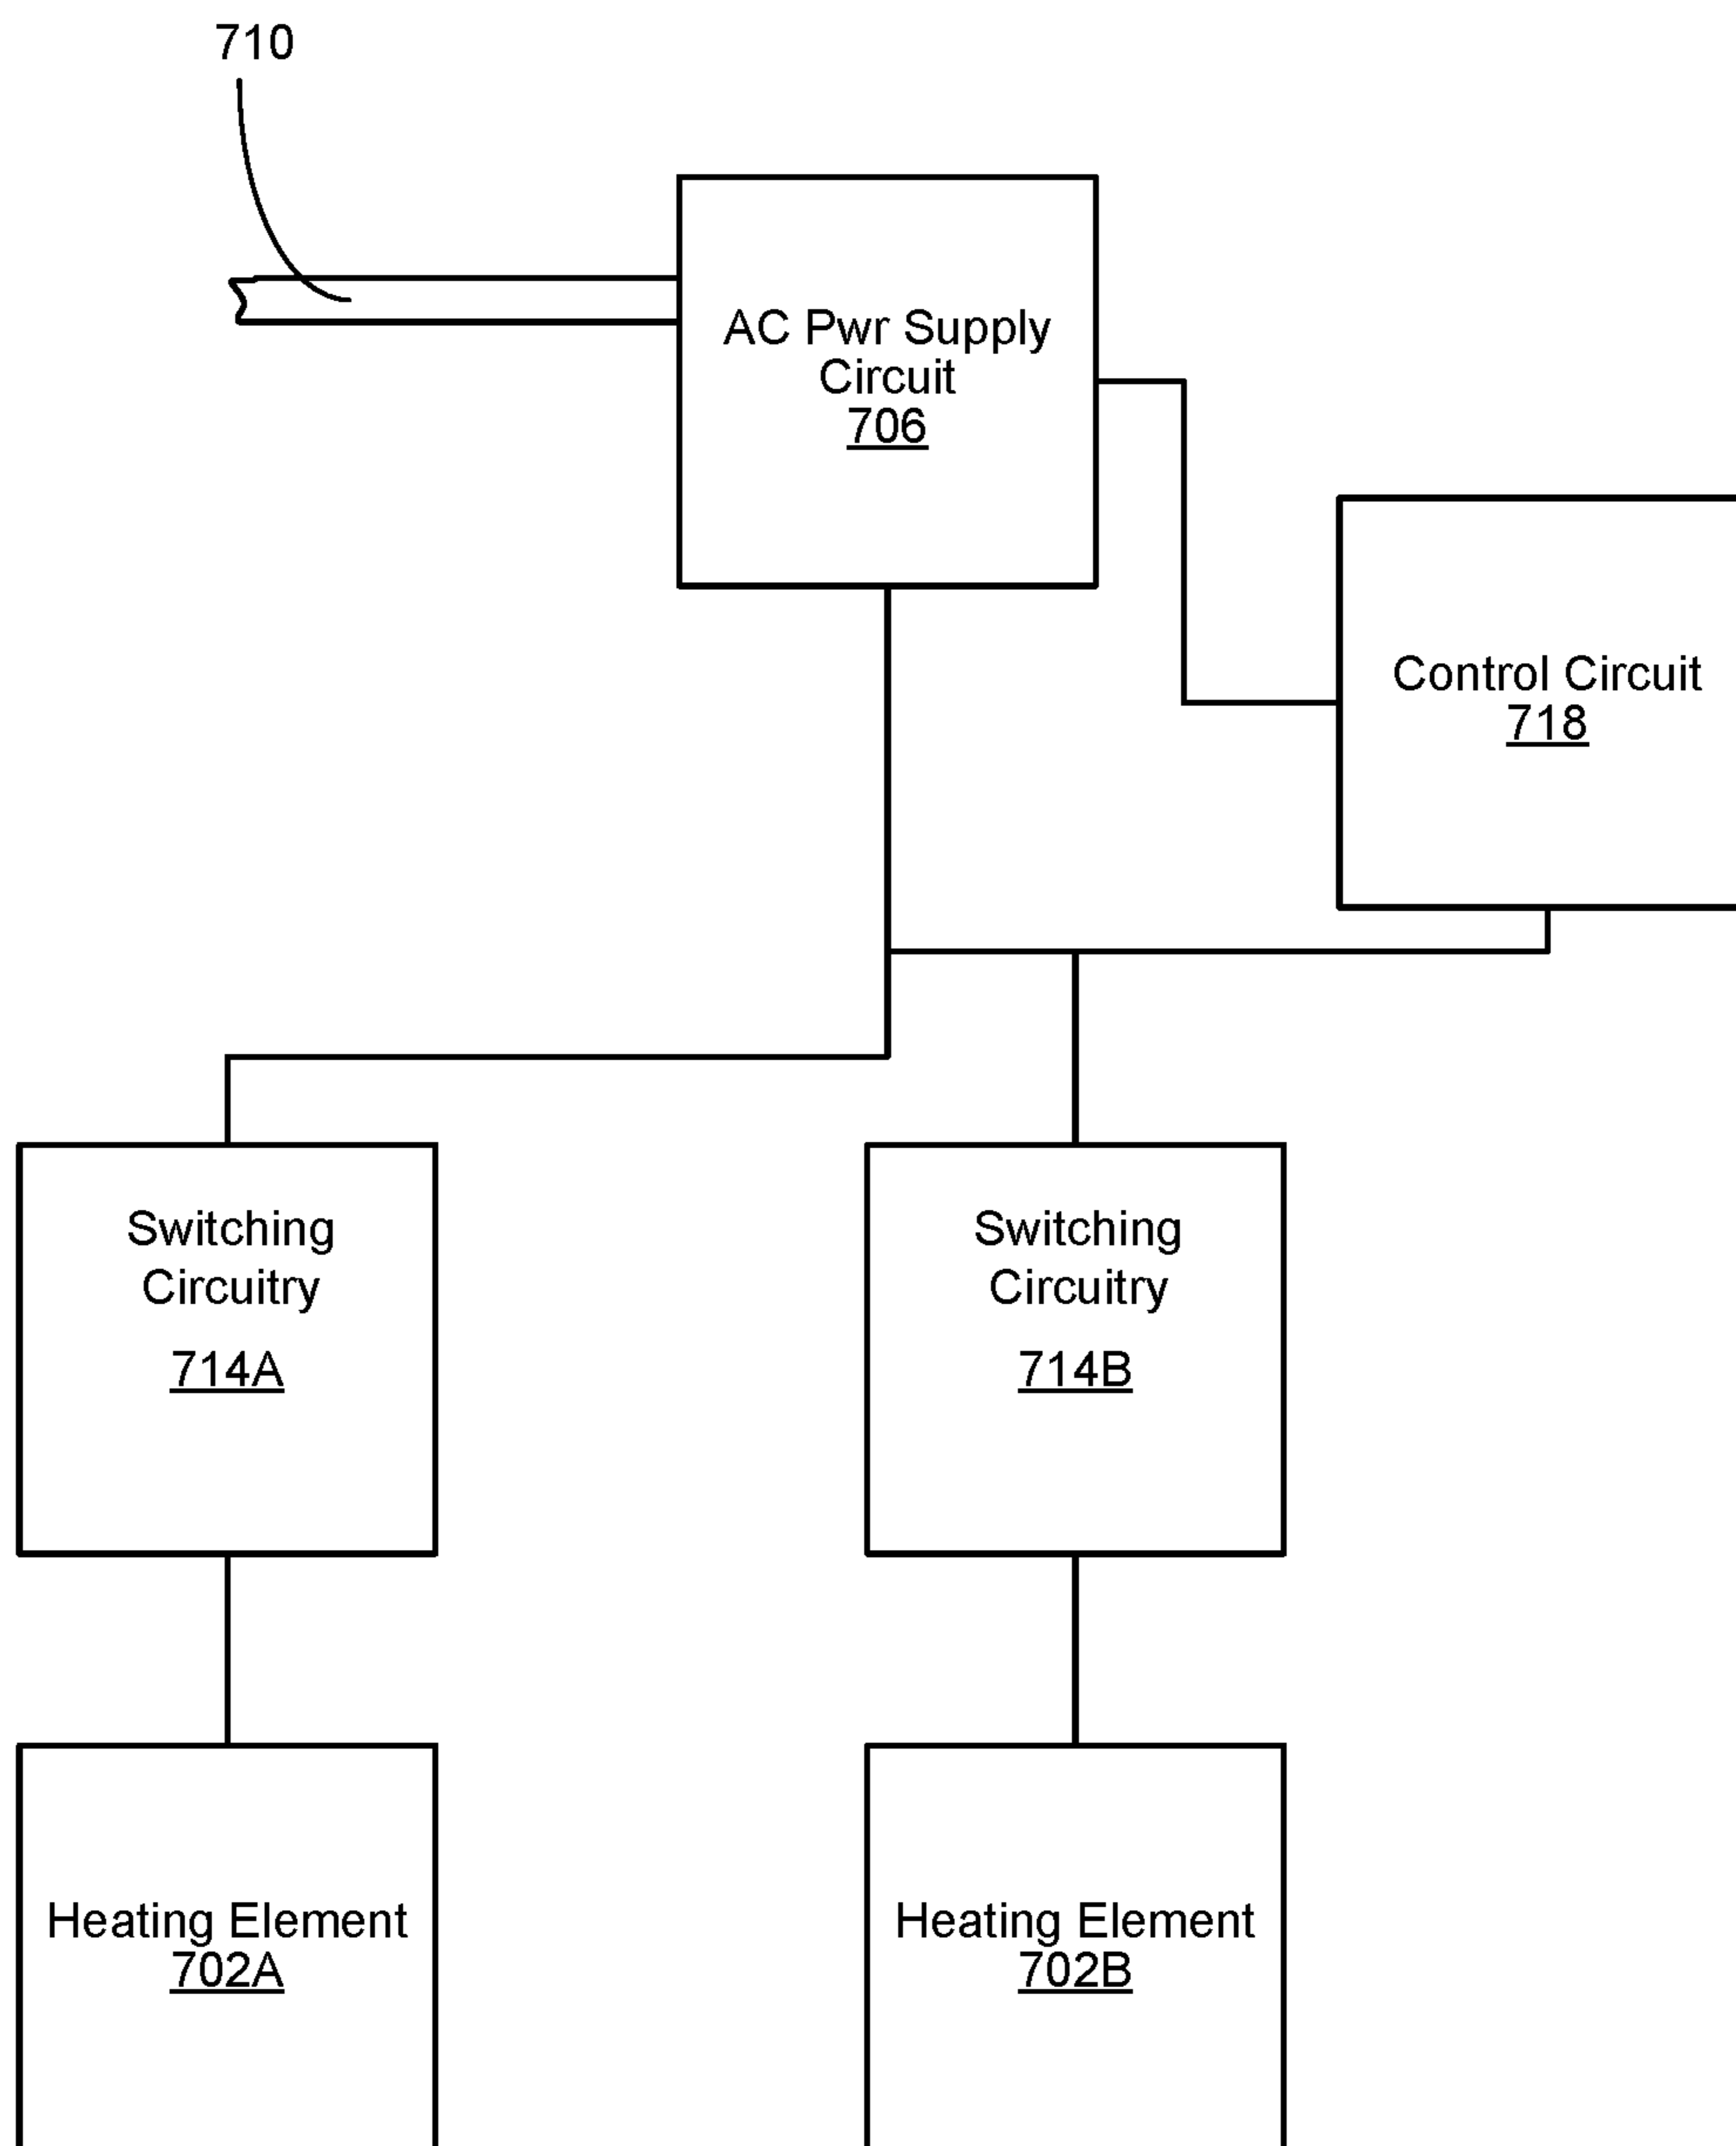 710
AC Pwr Supply
Circuit
706
Control Circuit
718
Switching
Circuitry
714A
Switching
Circuitry
714B
Heating Element
702A
Heating Element
702B